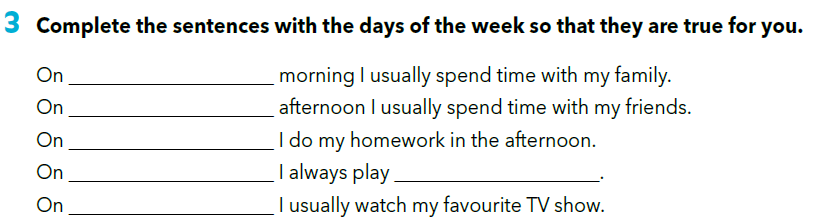 3 Complete the sentences with the days of the week so that they are true for you.
On ____________________ morning I usually spend time with my family.
On ____________________ afternoon I usually spend time with my friends.
On ____________________ I do my homework in the afternoon.
On ____________________ I always play ____________________.
On ____________________ I usually watch my favourite TV show.